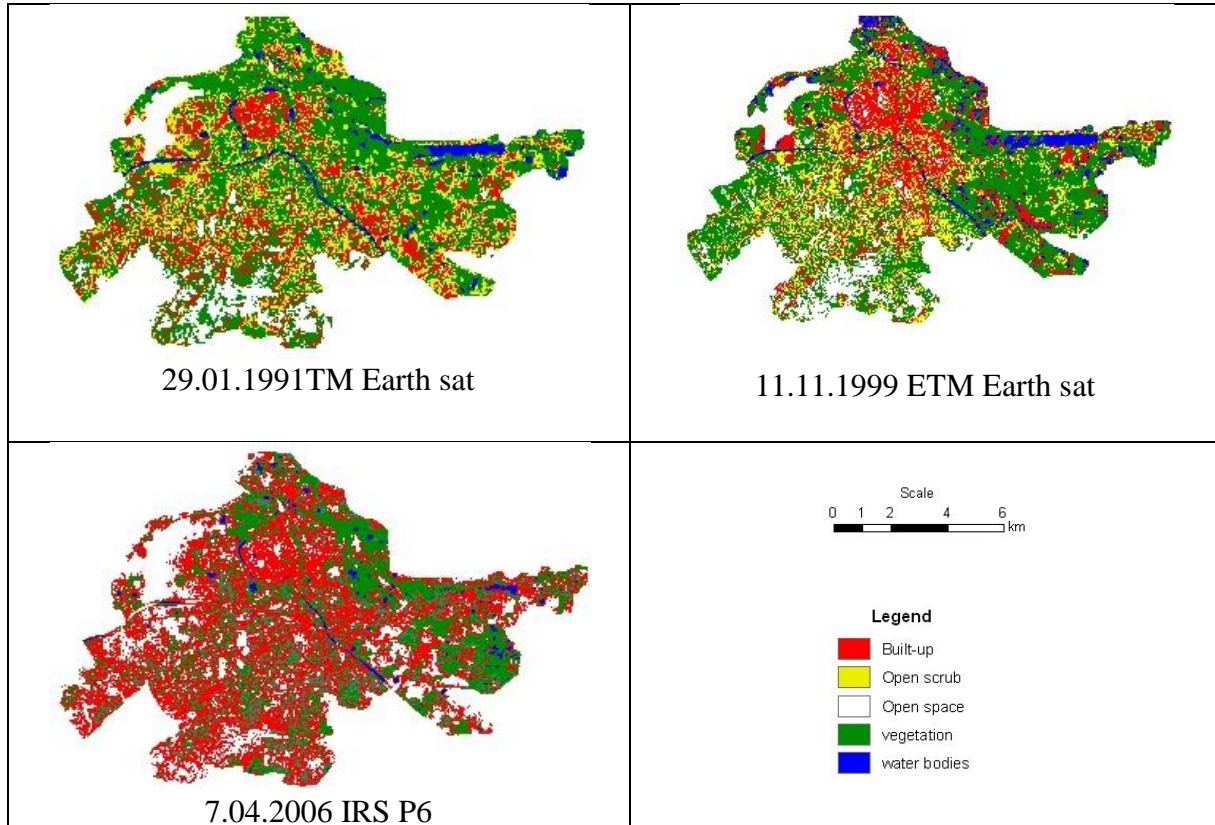 29.01.1991TM Earth sat
11.11.1999 ETM Earth sat
7.04.2006 IRS P6
Scale
0 1 2 4 6
km
Legend
Built-up
Open scrub
Open space
vegetation
water bodies